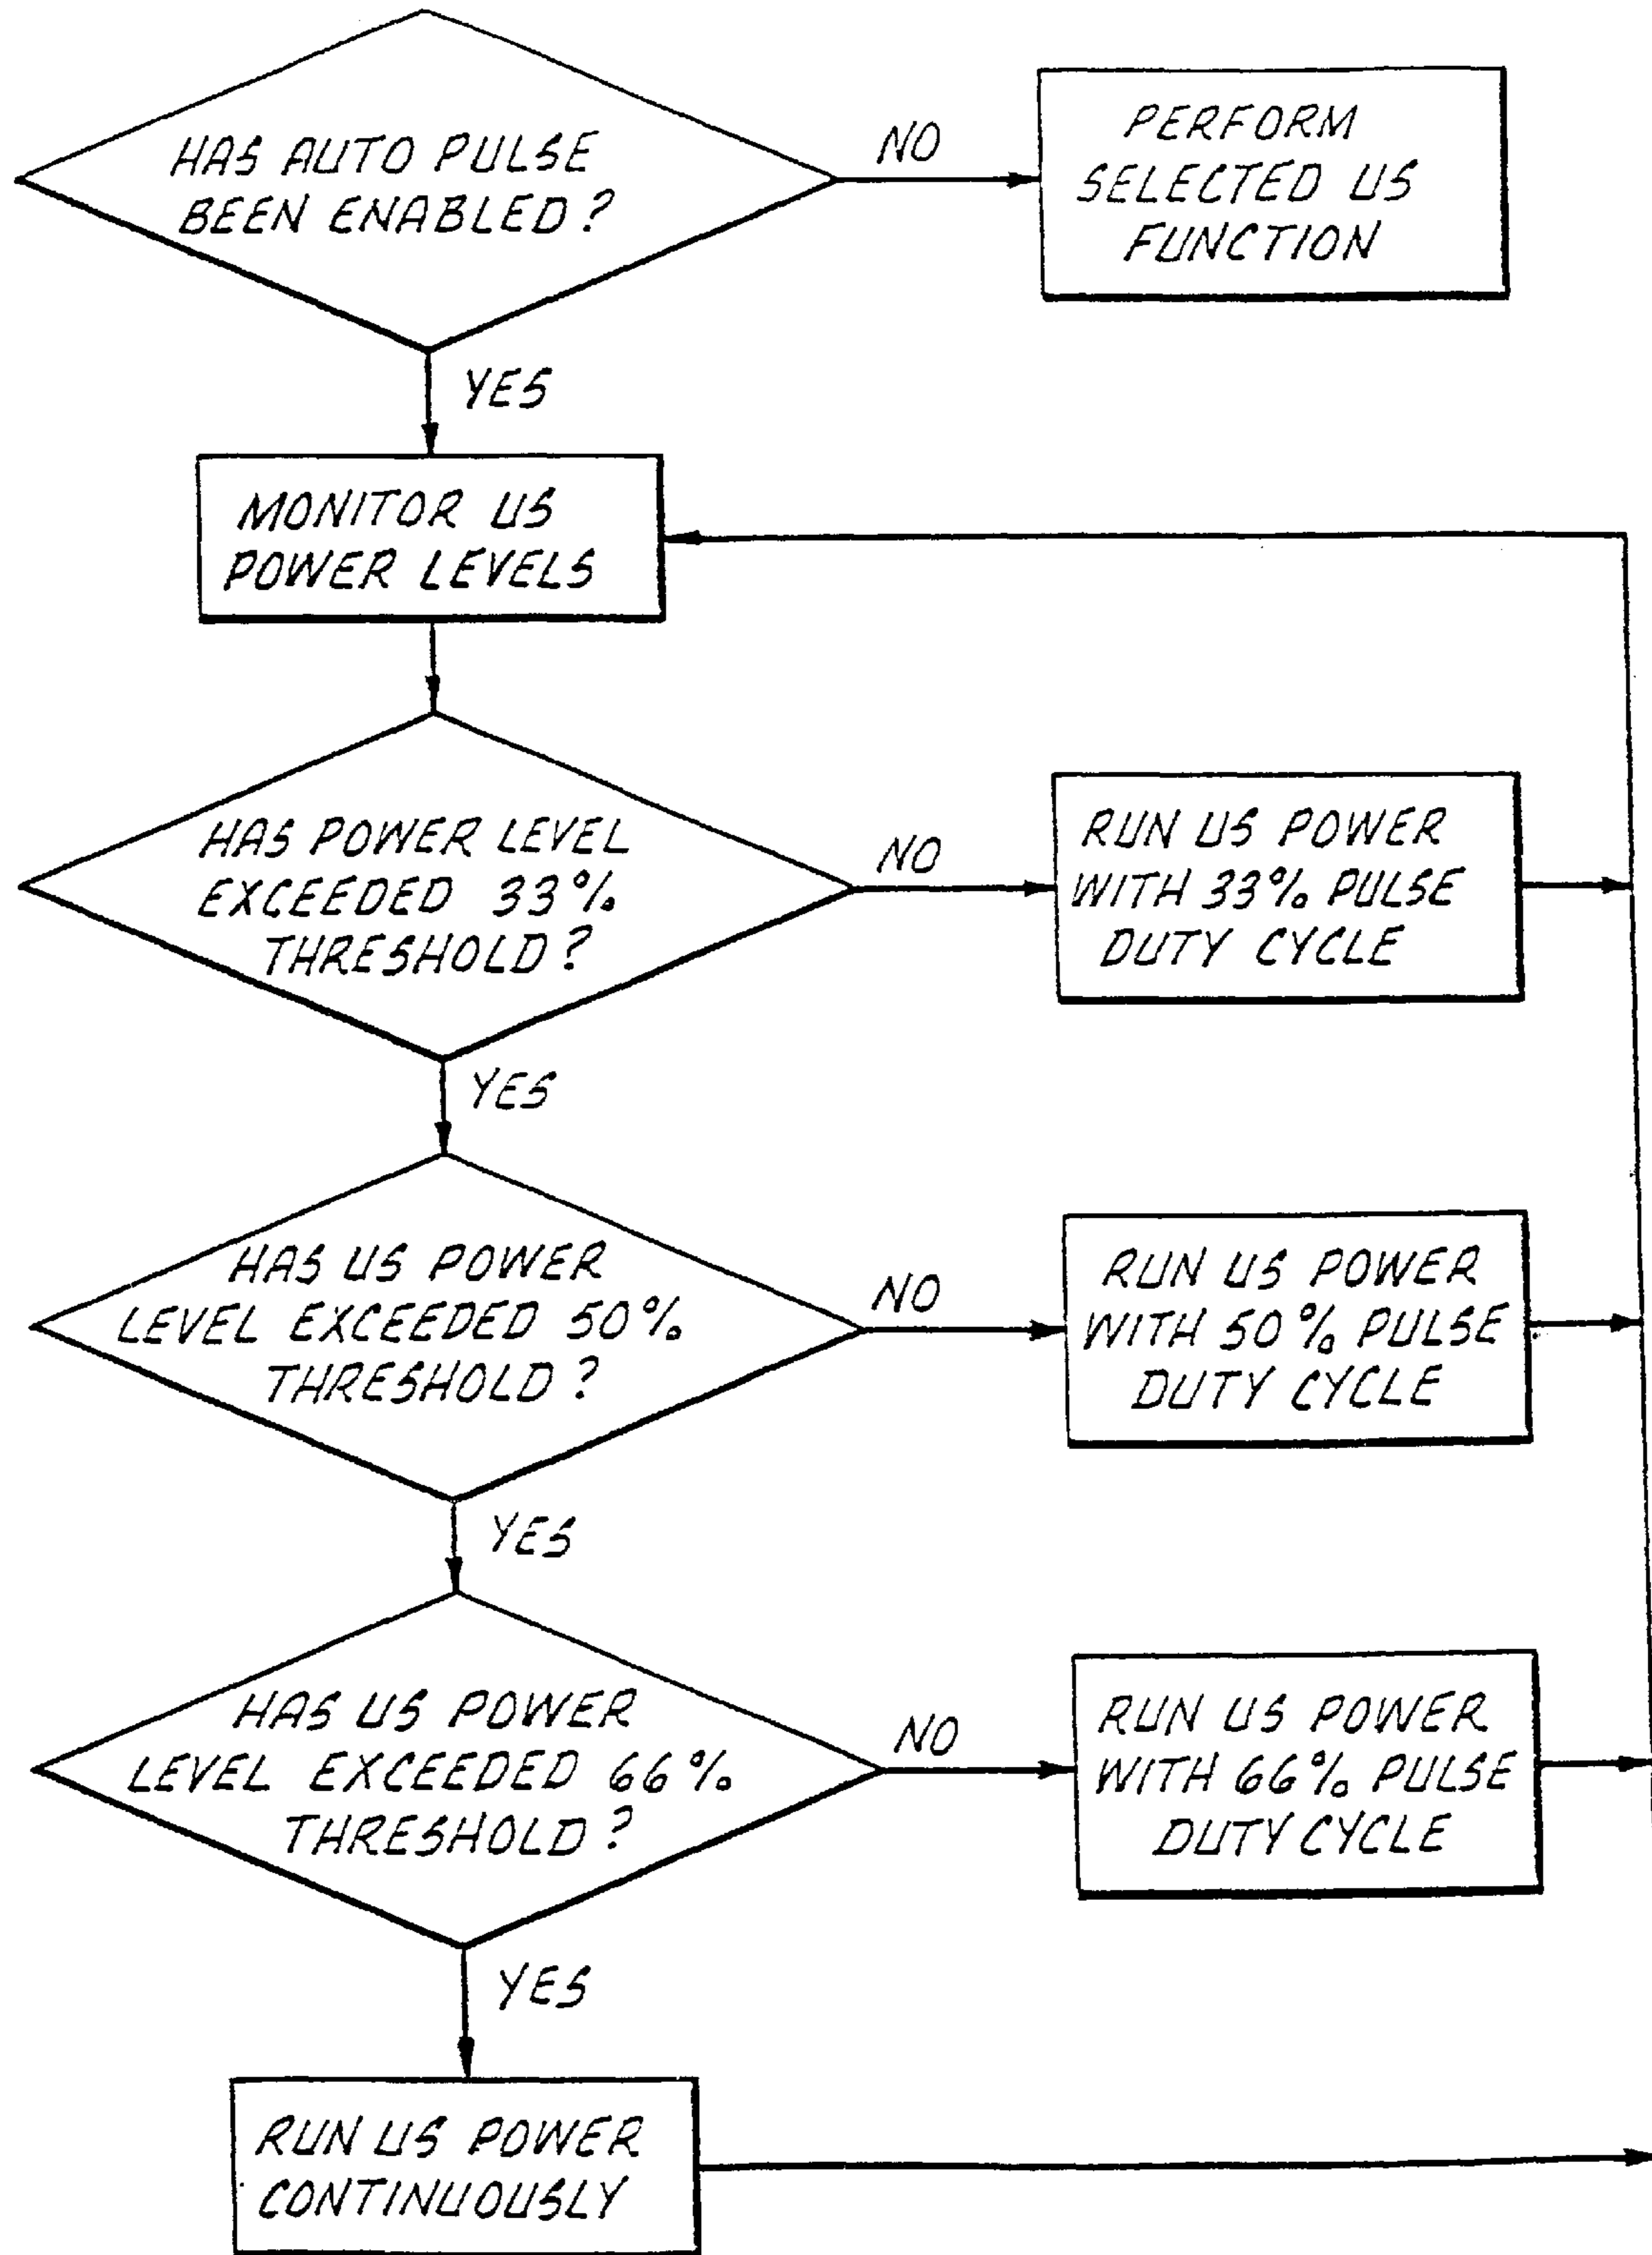 HAS AUTO PULSE
BEEN ENABLED?
NO
PERFORM
SELECTED US
FUNCTION
YES
MONITOR US
POWER LEVELS
HAS POWER LEVEL
EXCEEDED 33%
THRESHOLD?
NO
RUN US POWER
WITH 33% PULSE
DUTY CYCLE
YES
HAS US POWER
LEVEL EXCEEDED 50%
THRESHOLD?
NO
RUN US POWER
WITH 50% PULSE
DUTY CYCLE
YES
HAS US POWER
LEVEL EXCEEDED 66%
THRESHOLD?
NO
RUN US POWER
WITH 66% PULSE
DUTY CYCLE
YES
RUN US POWER
CONTINUOUSLY